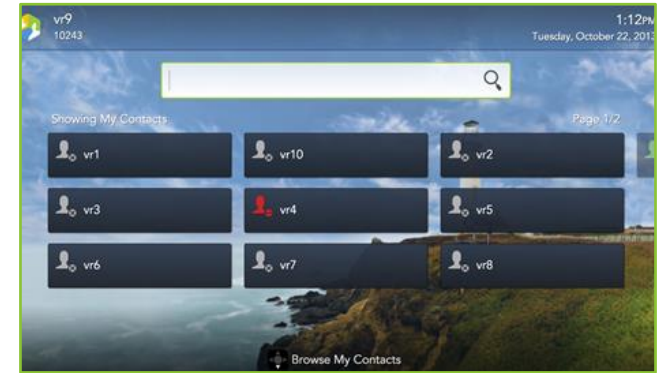 vr9
1:12PM
10243
Tuesday, October 22, 2013
Showing My Contacts
Page 1/2
vr1
vr10
vr2
vr3
vr4
vr5
vr6
vr7
vr8
Browse My Contacts